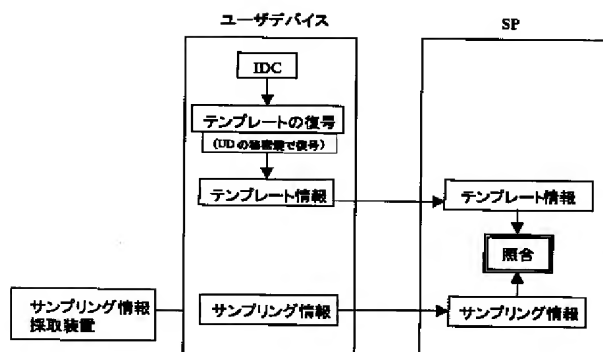 ユーザデバイス
SP
IDC
テンプレートの復号
(UDの秘密鍵で復号)
テンプレート情報
テンプレート情報
照合
サンプリング情報
採取装置
サンプリング情報
サンプリング情報